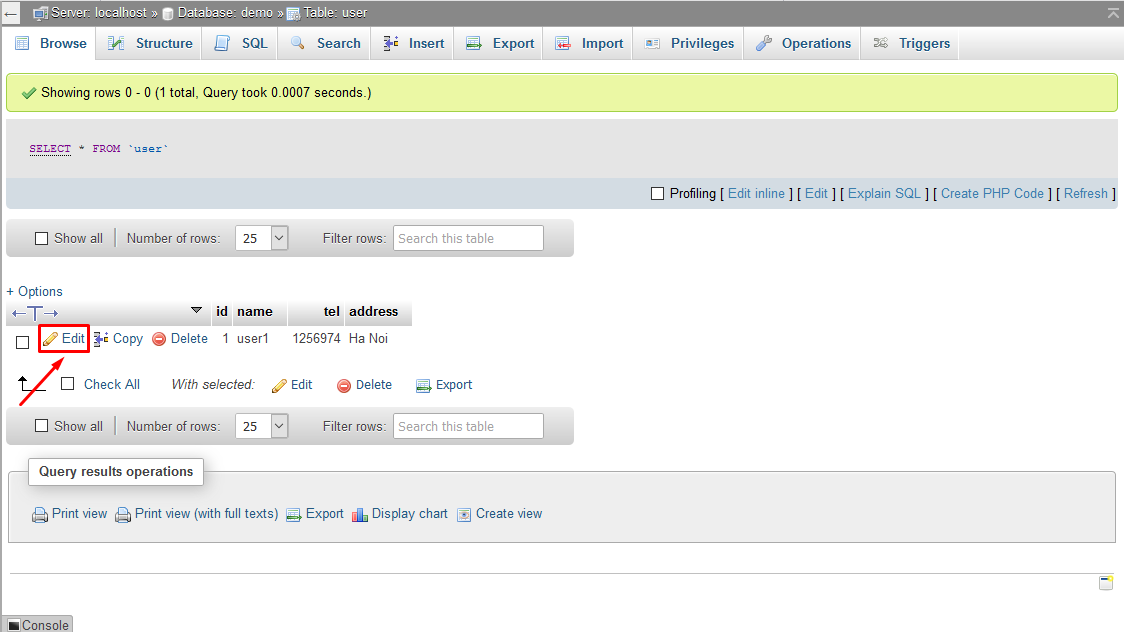 Server: localhost » Database: demo » Table: user
Browse Structure SQL Search Insert Export Import Privileges Operations Triggers
Showing rows 0 - 0 (1 total, Query took 0.0007 seconds.)
SELECT * FROM `user`
Profiling [ Edit inline ] [ Edit ] [ Explain SQL ] [ Create PHP Code ] [ Refresh ]
Show all Number of rows: 25 Filter rows: Search this table
+ Options
←T→ id name tel address
Edit Copy Delete 1 user1 1256974 Ha Noi
Check All With selected: Edit Delete Export
Show all Number of rows: 25 Filter rows: Search this table
Query results operations
Print view Print view (with full texts) Export Display chart Create view
Console